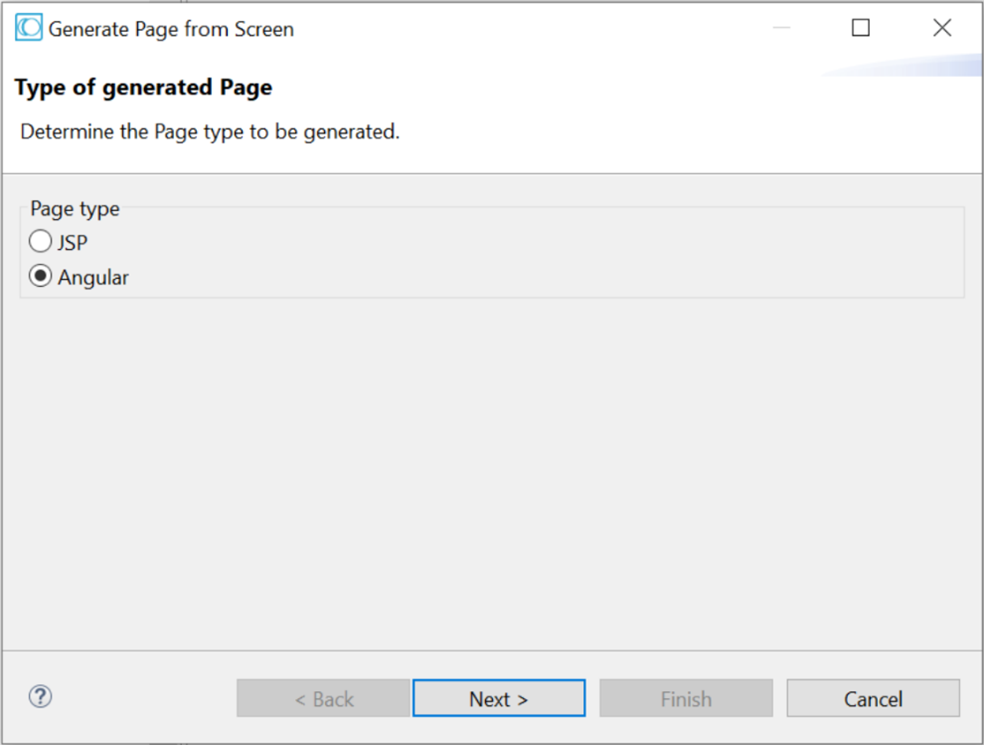 Generate Page from Screen
Type of generated Page
Determine the Page type to be generated.
Page type
JSP
Angular
?
< Back
Next >
Finish
Cancel